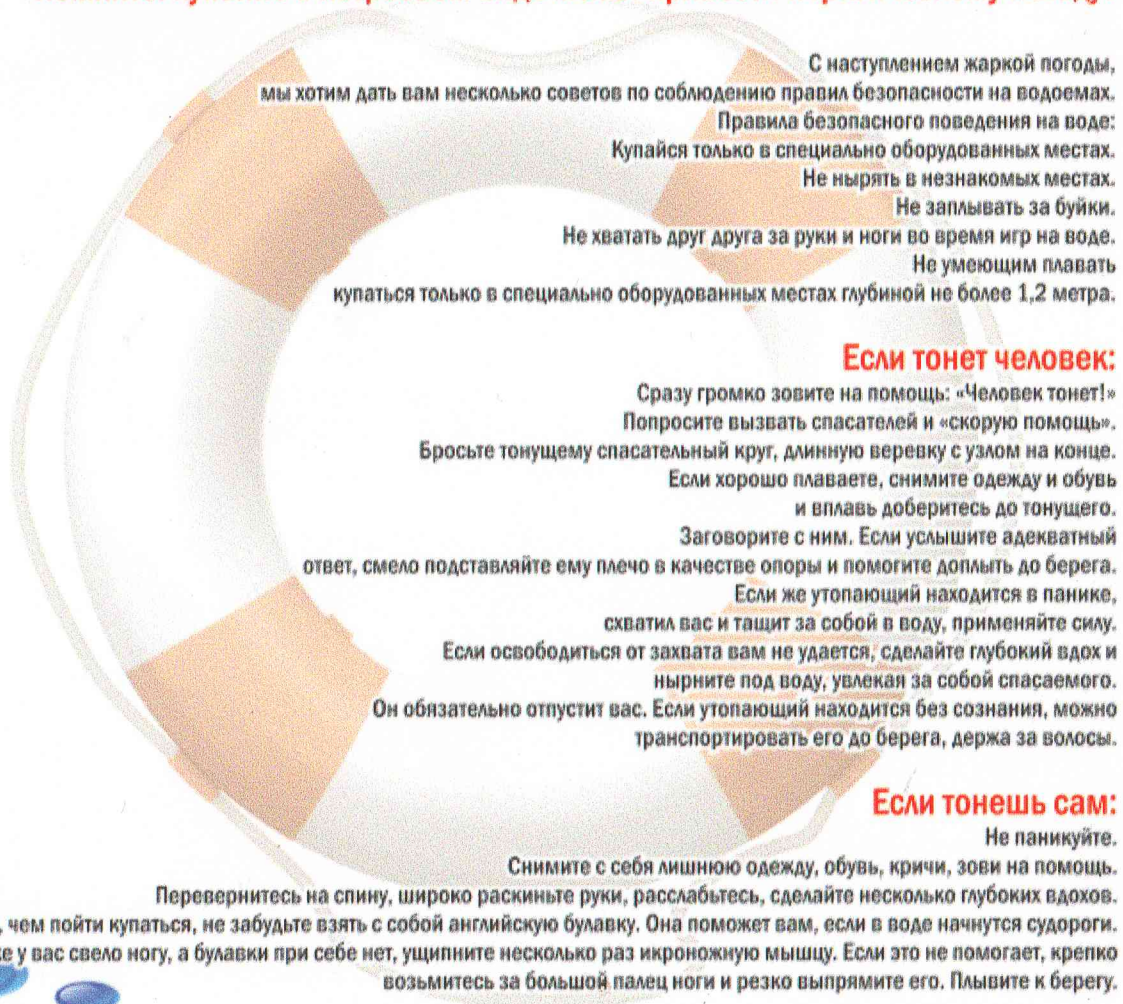 С наступлением жаркой погоды,
мы хотим дать вам несколько советов по соблюдению правил безопасности на водоемах.
Правила безопасного поведения на воде:
Купайся только в специально оборудованных местах.
Не нырять в незнакомых местах.
Не заплывать за буйки.
Не хватать друг друга за руки и ноги во время игр на воде.
Не умеющим плавать
купаться только в специально оборудованных местах глубиной не более 1,2 метра.
Если тонет человек:
Сразу громко зовите на помощь: «Человек тонет!»
Попросите вызвать спасателей и «скорую помощь».
Бросьте тонущему спасательный круг, длинную веревку с узлом на конце.
Если хорошо плаваете, снимите одежду и обувь
и вплавь доберитесь до тонущего.
Заговорите с ним. Если услышите адекватный
ответ, смело подставляйте ему плечо в качестве опоры и помогите доплыть до берега.
Если же утопающий находится в панике,
схватил вас и тащит за собой в воду, применяйте силу.
Если освободиться от захвата вам не удается, сделайте глубокий вдох и
нырните под воду, увлекая за собой спасаемого.
Он обязательно отпустит вас. Если утопающий находится без сознания, можно
транспортировать его до берега, держа за волосы.
Если тонешь сам:
Не паникуйте.
Снимите с себя лишнюю одежду, обувь, кричи, зови на помощь.
Перевернитесь на спину, широко раскиньте руки, расслабьтесь, сделайте несколько глубоких вдохов.
, чем пойти купаться, не забудьте взять с собой английскую булавку. Она поможет вам, если в воде начнутся судороги.
у вас свело ногу, а булавки при себе нет, ущипните несколько раз икроножную мышцу. Если это не помогает, крепко
возьмитесь за большой палец ноги и резко выпрямите его. Плывите к берегу.